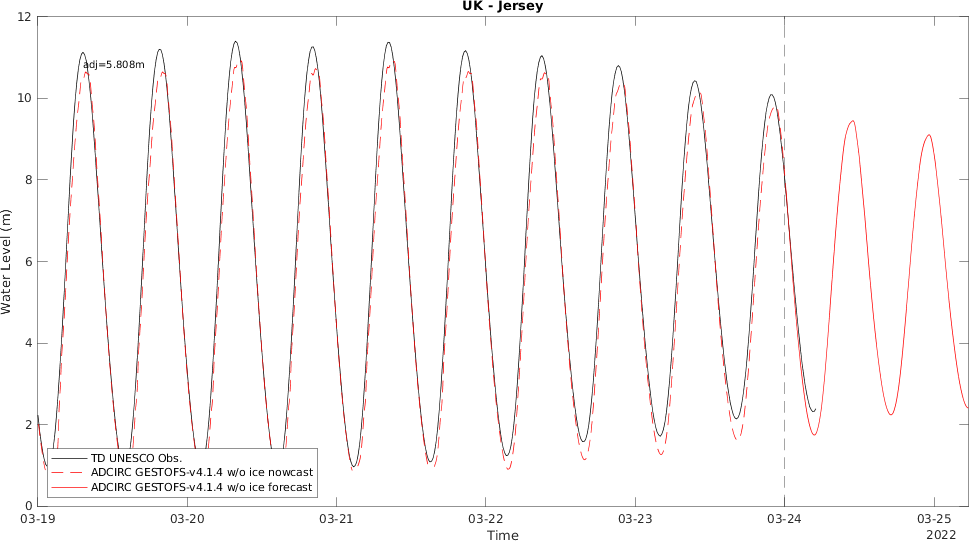 UK - Jersey
12
10
8
6
4
2
0
Water Level (m)
adj=5.808m
TD UNESCO Obs.
ADCIRC GESTOFS-v4.1.4 w/o ice nowcast
ADCIRC GESTOFS-v4.1.4 w/o ice forecast
03-19 03-20 03-21 03-22 03-23 03-24 03-25
Time
2022